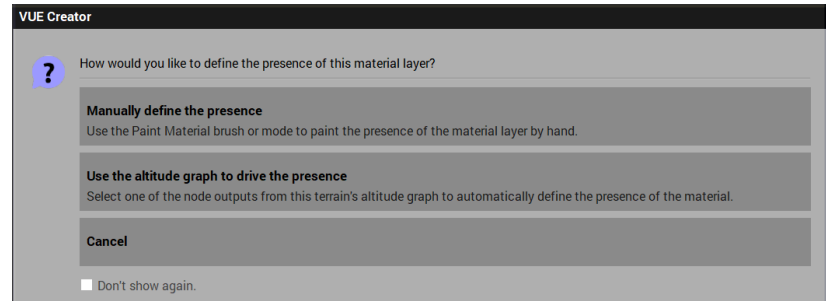 VUE Creator
How would you like to define the presence of this material layer?
Manually define the presence
Use the Paint Material brush or mode to paint the presence of the material layer by hand.
Use the altitude graph to drive the presence
Select one of the node outputs from this terrain's altitude graph to automatically define the presence of the material.
Cancel
Don't show again.